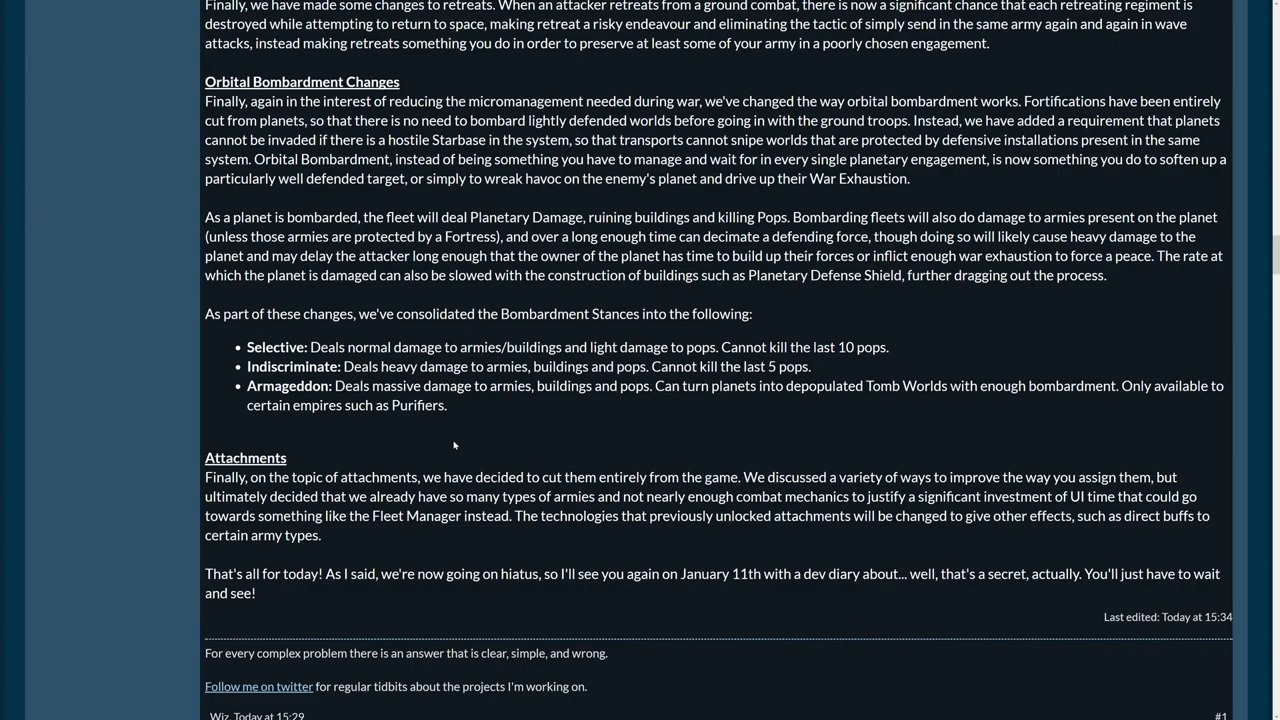 Finally, we have made some changes to retreats. When an attacker retreats from a ground combat, there is now a significant chance that each retreating regiment is
destroyed while attempting to return to space, making retreat a risky endeavour and eliminating the tactic of simply send in the same army again and again in wave
attacks, instead making retreats something you do in order to preserve at least some of your army in a poorly chosen engagement.
Orbital Bombardment Changes
Finally, again in the interest of reducing the micromanagement needed during war, we've changed the way orbital bombardment works. Fortifications have been entirely
cut from planets, so that there is no need to bombard lightly defended worlds before going in with the ground troops. Instead, we have added a requirement that planets
cannot be invaded if there is a hostile Starbase in the system, so that transports cannot snipe worlds that are protected by defensive installations present in the same
system. Orbital Bombardment, instead of being something you have to manage and wait for in every single planetary engagement, is now something you do to soften up a
particularly well defended target, or simply to wreak havoc on the enemy's planet and drive up their War Exhaustion.
As a planet is bombarded, the fleet will deal Planetary Damage, ruining buildings and killing Pops. Bombarding fleets will also do damage to armies present on the planet
(unless those armies are protected by a Fortress), and over a long enough time can decimate a defending force, though doing so will likely cause heavy damage to the
planet and may delay the attacker long enough that the owner of the planet has time to build up their forces or inflict enough war exhaustion to force a peace. The rate at
which the planet is damaged can also be slowed with the construction of buildings such as Planetary Defense Shield, further dragging out the process.
As part of these changes, we've consolidated the Bombardment Stances into the following:
• Selective: Deals normal damage to armies/buildings and light damage to pops. Cannot kill the last 10 pops.
• Indiscriminate: Deals heavy damage to armies, buildings and pops. Cannot kill the last 5 pops.
• Armageddon: Deals massive damage to armies, buildings and pops. Can turn planets into depopulated Tomb Worlds with enough bombardment. Only available to
certain empires such as Purifiers.
Attachments
Finally, on the topic of attachments, we have decided to cut them entirely from the game. We discussed a variety of ways to improve the way you assign them, but
ultimately decided that we already have so many types of armies and not nearly enough combat mechanics to justify a significant investment of UI time that could go
towards something like the Fleet Manager instead. The technologies that previously unlocked attachments will be changed to give other effects, such as direct buffs to
certain army types.
That's all for today! As I said, we're now going on hiatus, so I'll see you again on January 11th with a dev diary about... well, that's a secret, actually. You'll just have to wait
and see!
Last edited: Today at 15:34
For every complex problem there is an answer that is clear, simple, and wrong.
Follow me on twitter for regular tidbits about the projects I'm working on.
Wiz, Today at 15:29 #1